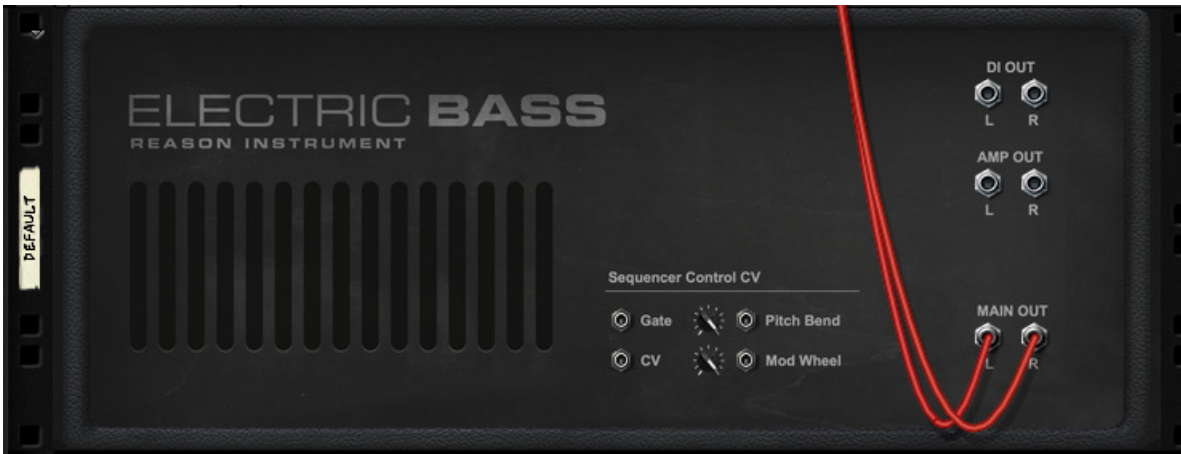 ELECTRIC BASS
REASON INSTRUMENT
DEFAULT
DI OUT
L R
AMP OUT
L R
Sequencer Control CV
Gate Pitch Bend
CV Mod Wheel
MAIN OUT
L R